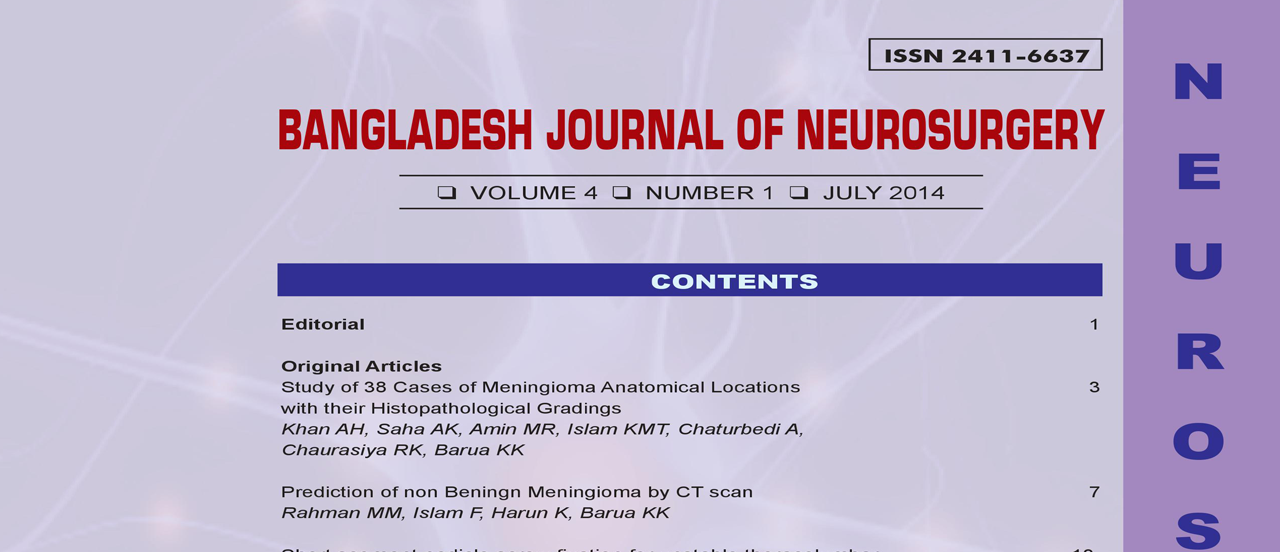 ISSN 2411-6637
BANGLADESH JOURNAL OF NEUROSURGERY
❏ VOLUME 4 ❏ NUMBER 1 ❏ JULY 2014
CONTENTS
Editorial 1
Original Articles
Study of 38 Cases of Meningioma Anatomical Locations 3
with their Histopathological Gradings
Khan AH, Saha AK, Amin MR, Islam KMT, Chaturbedi A,
Chaurasiya RK, Barua KK
Prediction of non Beningn Meningioma by CT scan 7
Rahman MM, Islam F, Harun K, Barua KK
N
E
U
R
O
S